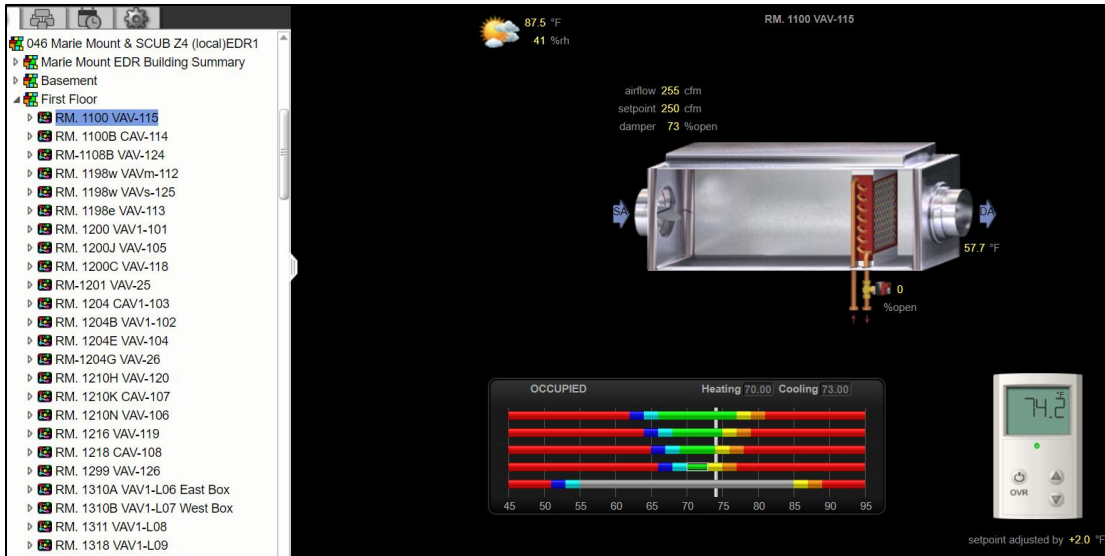 046 Marie Mount & SCUB Z4 (local)EDR1
Marie Mount EDR Building Summary
Basement
First Floor
RM. 1100 VAV-115
RM. 1100B CAV-114
RM-1108B VAV-124
RM. 1198w VAVm-112
RM. 1198w VAVs-125
RM. 1198e VAV-113
RM. 1200 VAV1-101
RM. 1200J VAV-105
RM. 1200C VAV-118
RM-1201 VAV-25
RM. 1204 CAV1-103
RM. 1204B VAV1-102
RM. 1204E VAV-104
RM-1204G VAV-26
RM. 1210H VAV-120
RM. 1210K CAV-107
RM. 1210N VAV-106
RM. 1216 VAV-119
RM. 1218 CAV-108
RM. 1299 VAV-126
RM. 1310A VAV1-L06 East Box
RM. 1310B VAV1-L07 West Box
RM. 1311 VAV1-L08
RM. 1318 VAV1-L09
87.5 °F
41 %rh
RM. 1100 VAV-115
airflow 255 cfm
setpoint 250 cfm
damper 73 %open
SA
DA
57.7 °F
0
%open
OCCUPIED Heating 70.00 Cooling 73.00
45 50 55 60 65 70 75 80 85 90 95
74.2 °F
OVR
setpoint adjusted by +2.0 °F